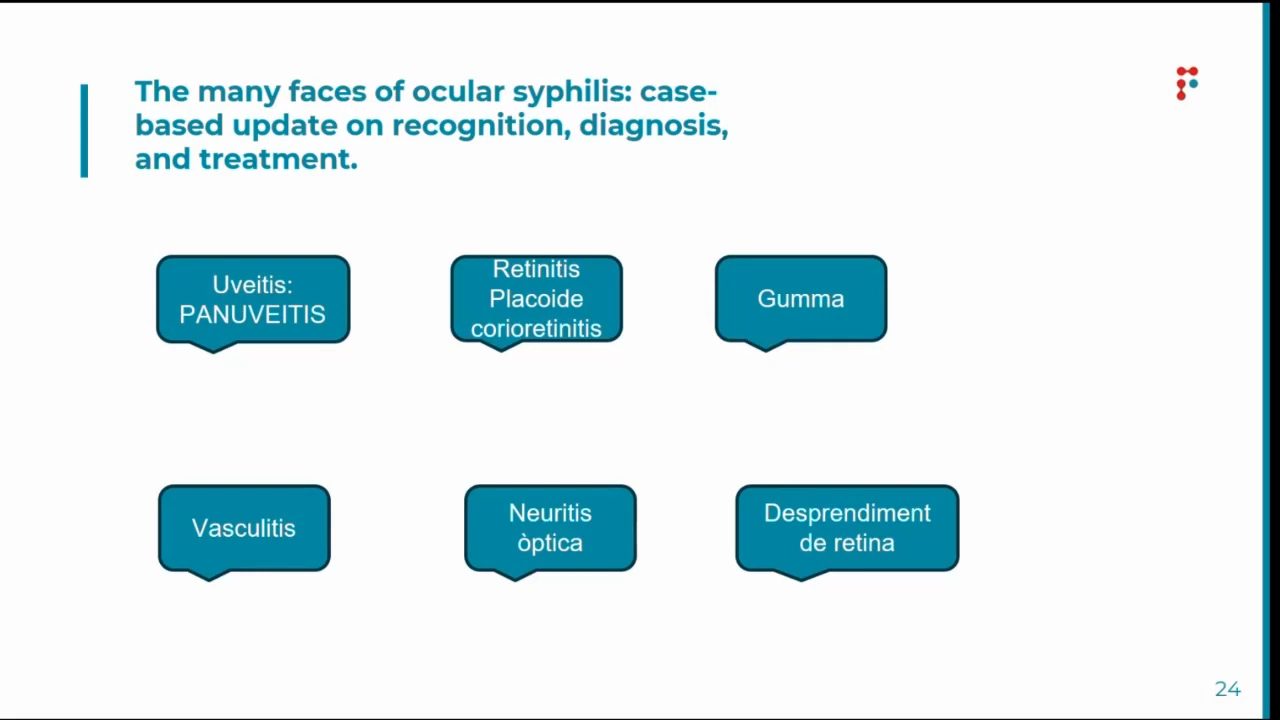 The many faces of ocular syphilis: case-
based update on recognition, diagnosis,
and treatment.
Uveitis:
PANUVEITIS
Retinitis
Placoide
corioretinitis
Gumma
Vasculitis
Neuritis
òptica
Desprendiment
de retina
24